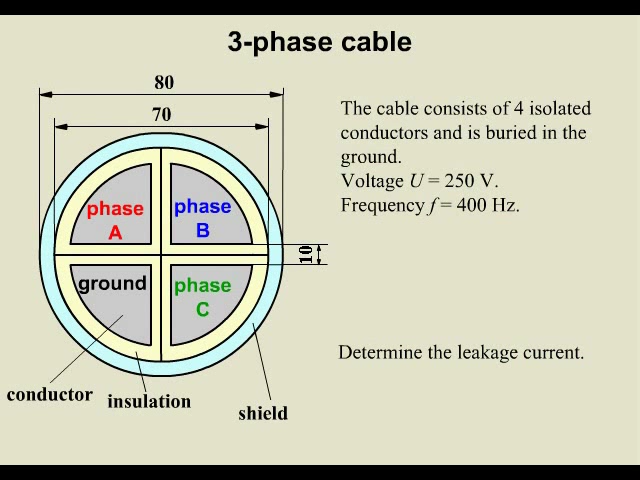 3-phase cable
80
70
The cable consists of 4 isolated
conductors and is buried in the
ground.
Voltage U = 250 V.
Frequency f = 400 Hz.
phase
A
phase
B
10
ground
phase
C
Determine the leakage current.
conductor
insulation
shield